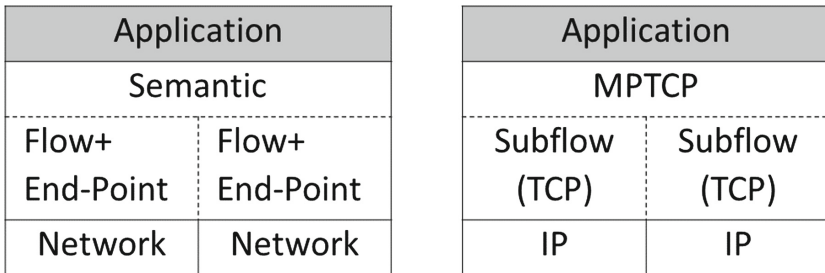 Application
Semantic
Flow+ Flow+
End-Point End-Point
Network Network
Application
MPTCP
Subflow Subflow
(TCP) (TCP)
IP IP